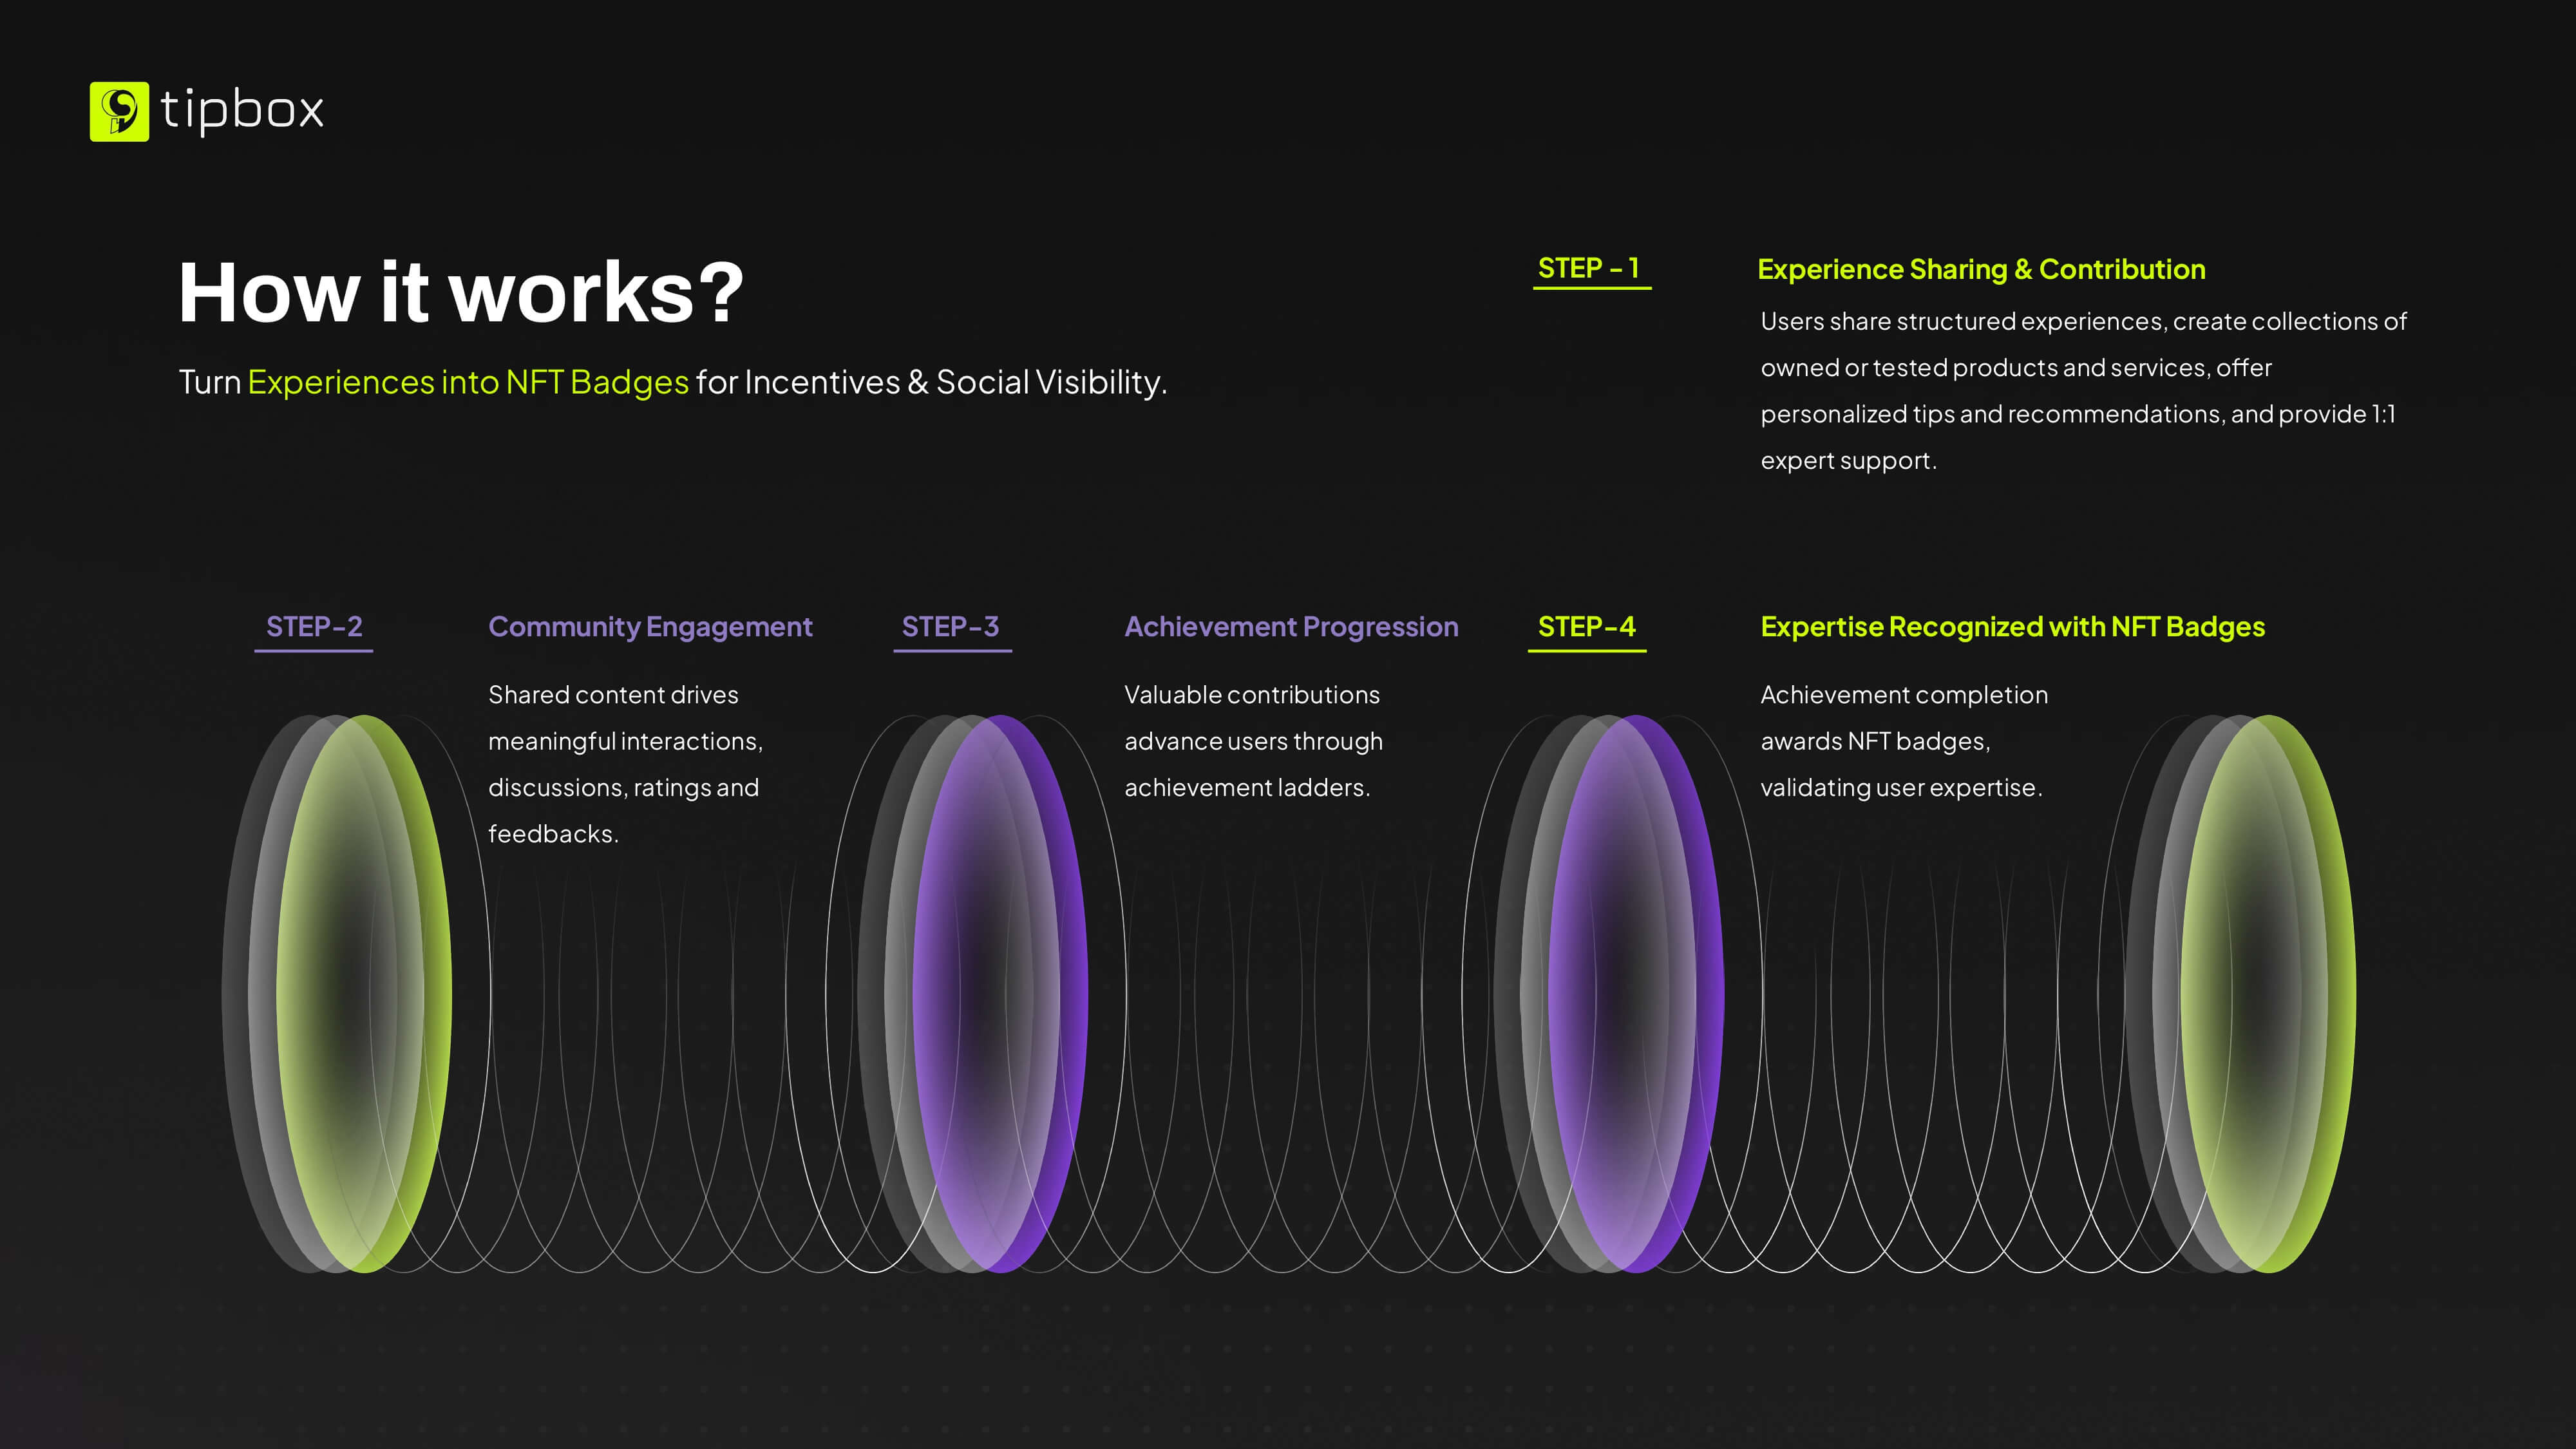 tipbox
How it works?
Turn Experiences into NFT Badges for Incentives & Social Visibility.
STEP - 1
Experience Sharing & Contribution
Users share structured experiences, create collections of
owned or tested products and services, offer
personalized tips and recommendations, and provide 1:1
expert support.
STEP-2
Community Engagement
Shared content drives
meaningful interactions,
discussions, ratings and
feedbacks.
STEP-3
Achievement Progression
Valuable contributions
advance users through
achievement ladders.
STEP-4
Expertise Recognized with NFT Badges
Achievement completion
awards NFT badges,
validating user expertise.